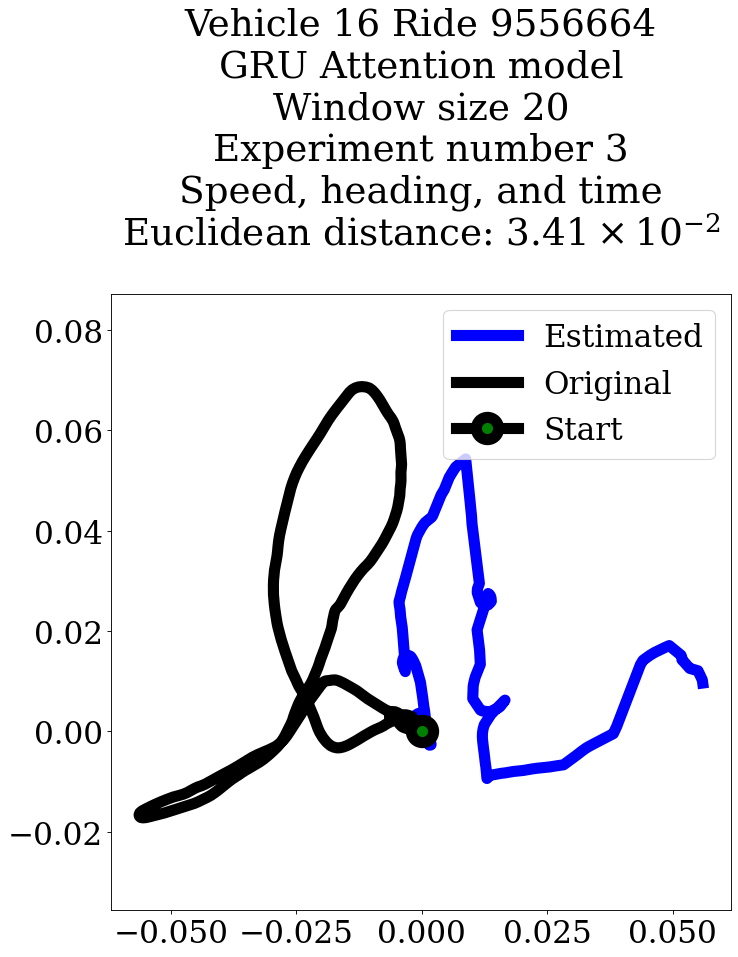 Vehicle 16 Ride 9556664
GRU Attention model
Window size 20
Experiment number 3
Speed, heading, and time
Euclidean distance: 3.41 × 10⁻²
Estimated
Original
Start
0.08
0.06
0.04
0.02
0.00
−0.02
−0.050 −0.025 0.000 0.025 0.050